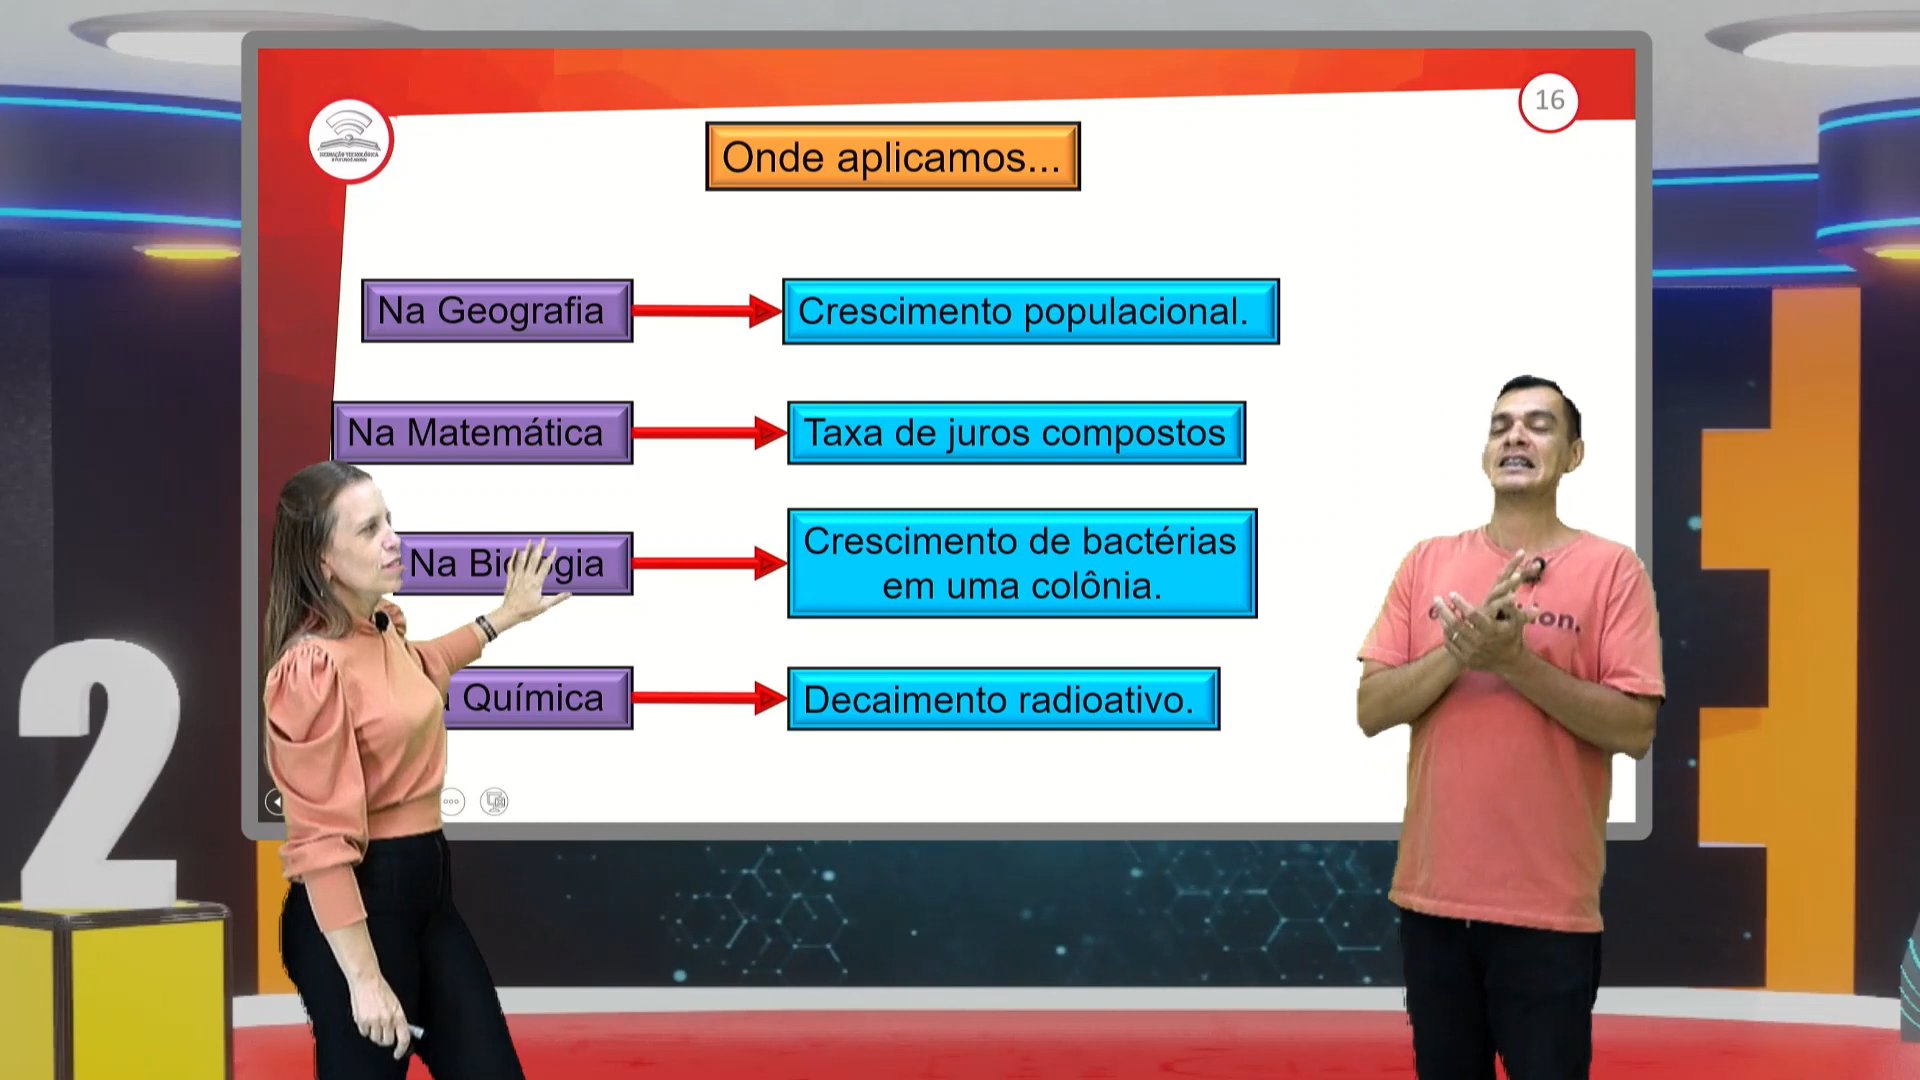 16
Onde aplicamos...
Na Geografia
Crescimento populacional.
Na Matemática
Taxa de juros compostos
Na
Crescimento de bactérias
em uma colônia.
Química
Decaimento radioativo.
2